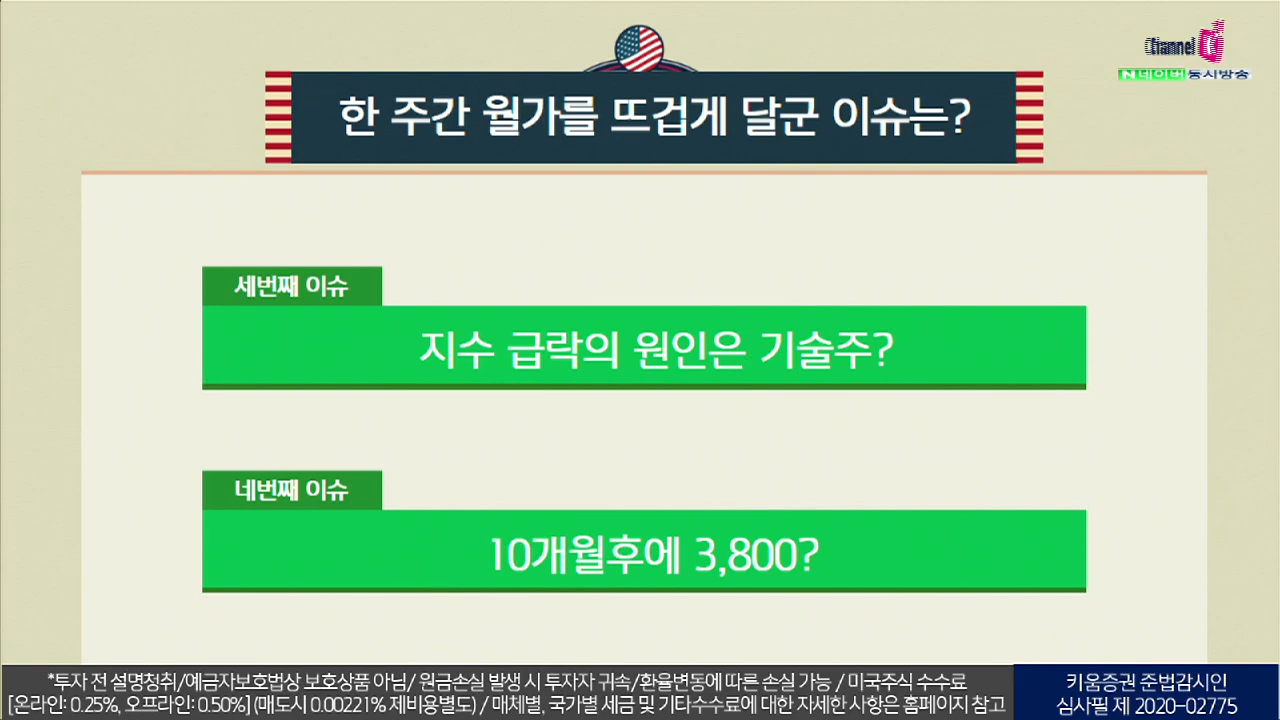 Channel K
N 네이버 동시방송
한 주간 월가를 뜨겁게 달군 이슈는?
세번째 이슈
지수 급락의 원인은 기술주?
네번째 이슈
10개월후에 3,800?
*투자 전 설명청취/예금자보호법상 보호상품 아님/ 원금손실 발생 시 투자자 귀속/환율변동에 따른 손실 가능 / 미국주식 수수료
[온라인: 0.25%, 오프라인: 0.50%] (매도시 0.00221% 제비용별도) / 매체별, 국가별 세금 및 기타수수료에 대한 자세한 사항은 홈페이지 참고
키움증권 준법감시인
심사필 제 2020-02775